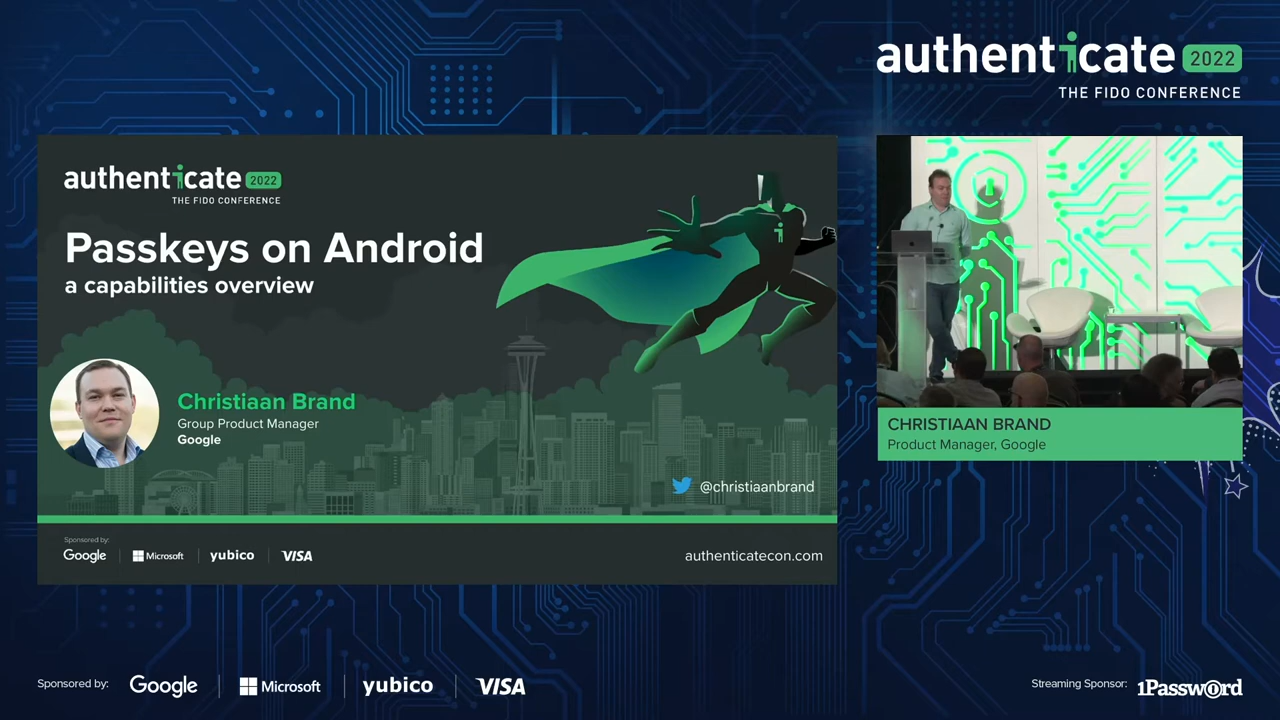 authenticate 2022
THE FIDO CONFERENCE
authenticate 2022
THE FIDO CONFERENCE
Passkeys on Android
a capabilities overview
Christiaan Brand
Group Product Manager
Google
@christiaanbrand
Sponsored by:
Google Microsoft yubico VISA
authenticatecon.com
CHRISTIAAN BRAND
Product Manager, Google
Sponsored by: Google Microsoft yubico VISA
Streaming Sponsor: 1Password